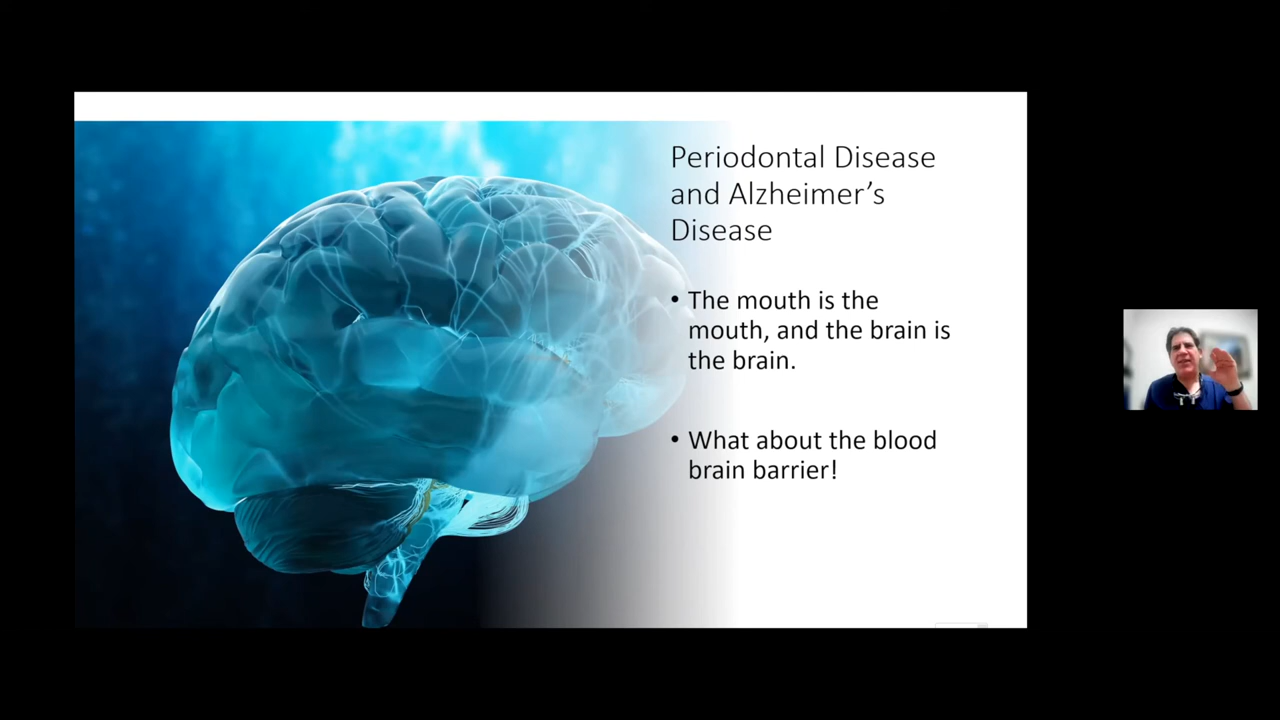 Periodontal Disease
and Alzheimer’s
Disease
• The mouth is the
mouth, and the brain is
the brain.
• What about the blood
brain barrier!